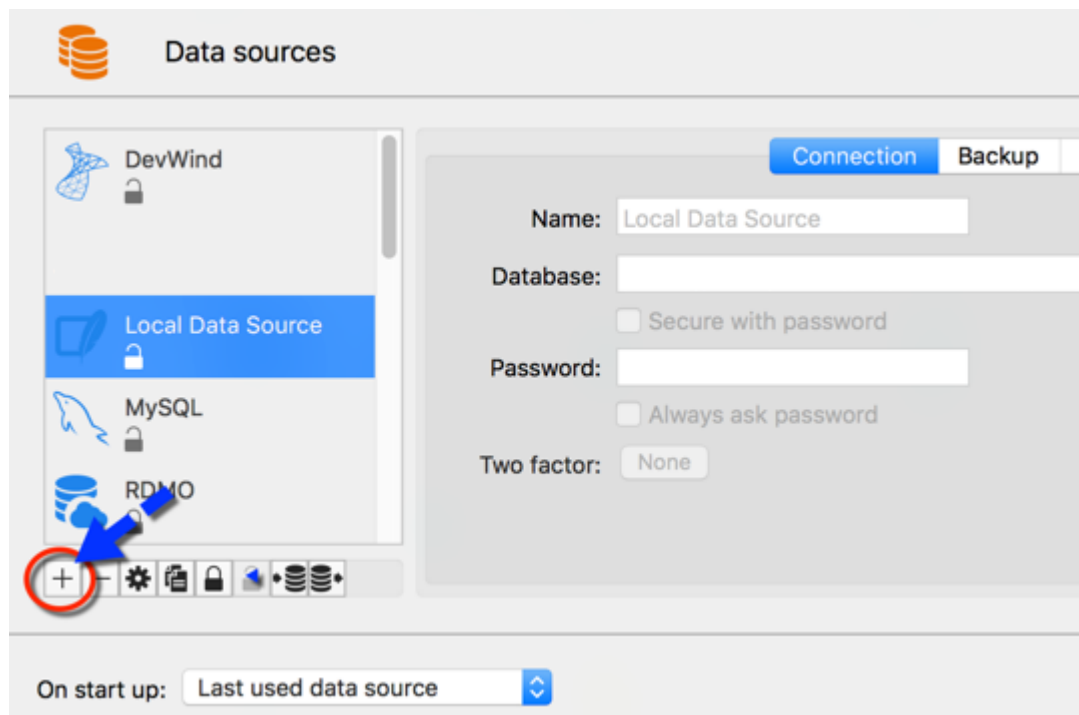 Data sources
DevWind
Local Data Source
MySQL
RDMO
Connection
Backup
Name:
Local Data Source
Database:
Secure with password
Password:
Always ask password
Two factor:
None
On start up:
Last used data source